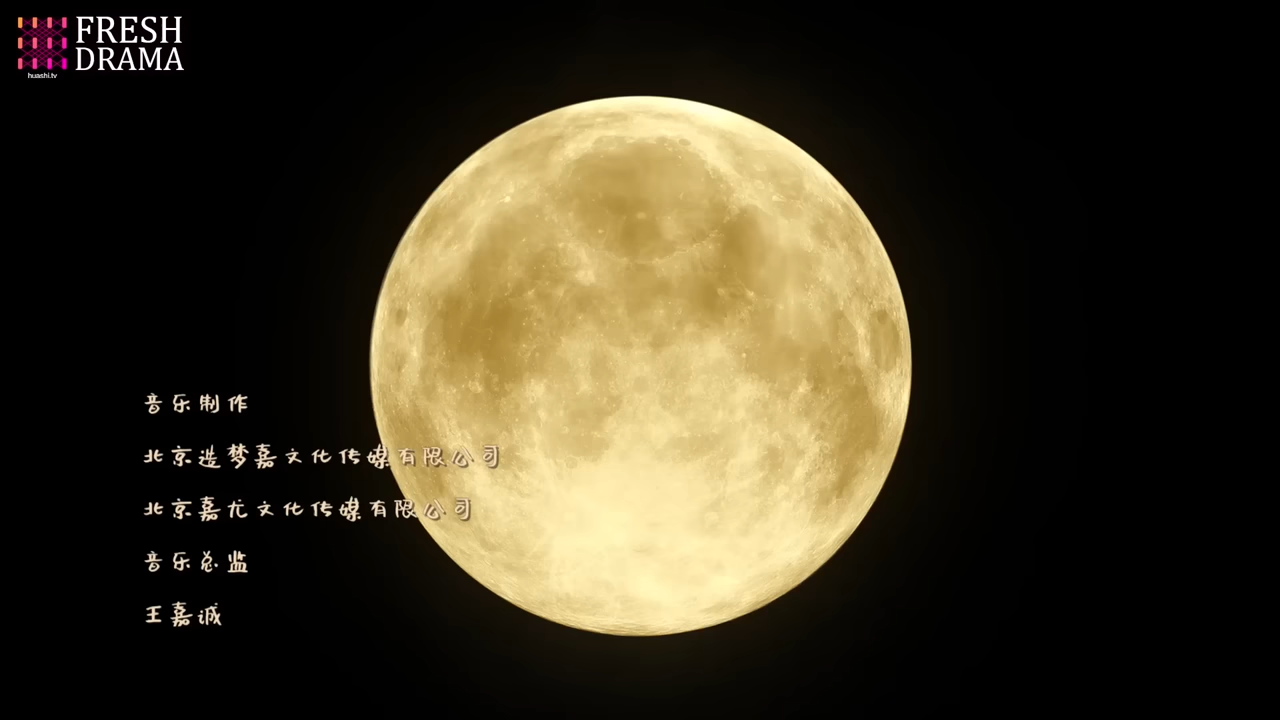 FRESH
DRAMA
huashi.tv
音乐制作
北京造梦嘉文化传媒有限公司
北京嘉尤文化传媒有限公司
音乐总监
王嘉诚